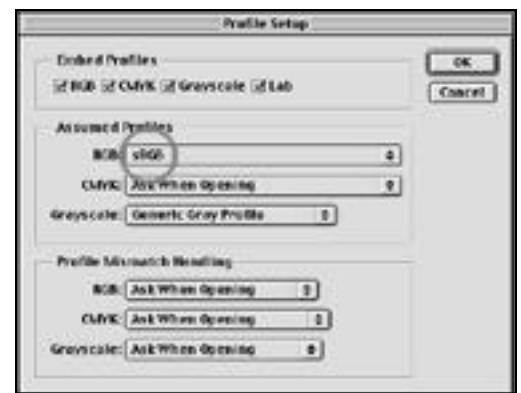 Profile Setup
Embed Profiles
RGB CMYK Grayscale Lab
OK
Cancel
Assumed Profiles
RGB: sRGB
CMYK: Ask When Opening
Grayscale: Generic Gray Profile
Profile Mismatch Handling
RGB: Ask When Opening
CMYK: Ask When Opening
Grayscale: Ask When Opening